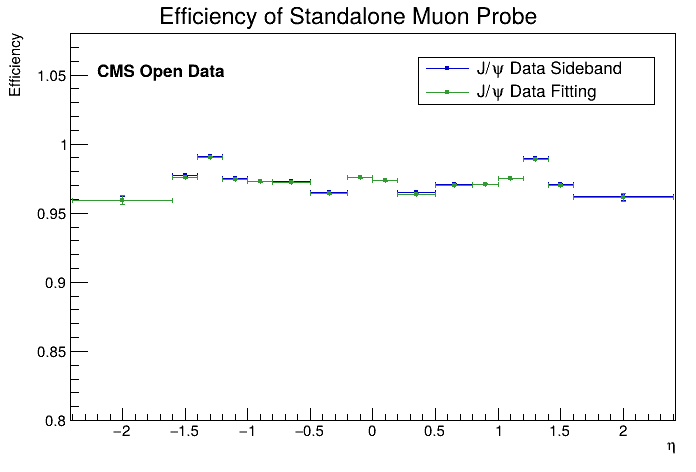 Efficiency of Standalone Muon Probe
Efficiency
CMS Open Data
J/ψ Data Sideband
J/ψ Data Fitting
1.05
1
0.95
0.9
0.85
0.8
−2 −1.5 −1 −0.5 0 0.5 1 1.5 2
η